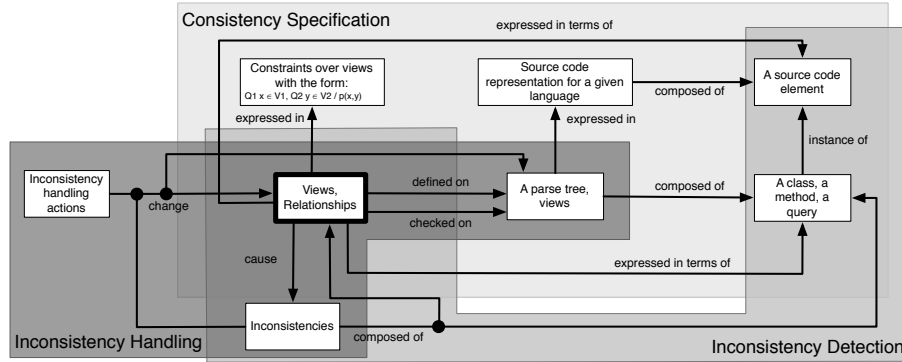 Consistency Specification
expressed in terms of
Constraints over views
with the form:
Q1 x ∈ V1, Q2 y ∈ V2 / p(x,y)
Source code
representation for a given
language
composed of
A source code
element
expressed in
expressed in
instance of
Inconsistency
handling
actions
change
Views,
Relationships
defined on
checked on
A parse tree,
views
composed of
A class, a
method, a
query
cause
expressed in terms of
Inconsistencies
composed of
Inconsistency Handling
Inconsistency Detection